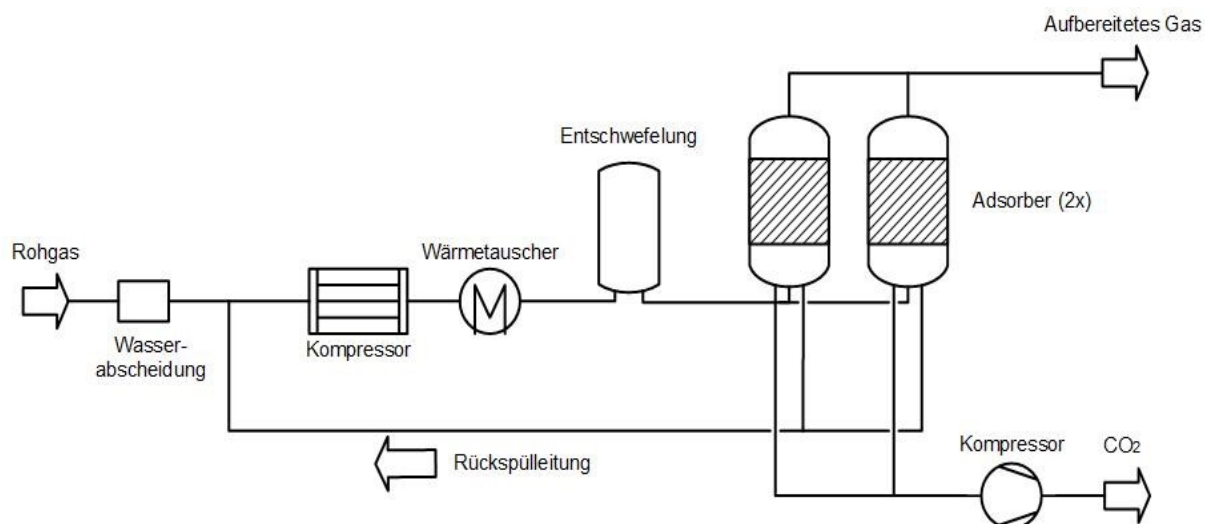 Aufbereitetes Gas
Entschwefelung
Adsorber (2x)
Rohgas
Wärmetauscher
Wasser-
abscheidung
Kompressor
Rückspülleitung
Kompressor
CO2